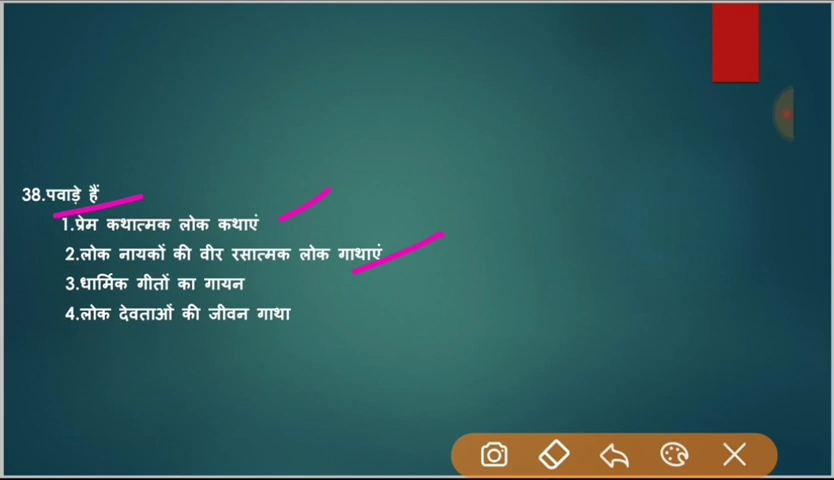 38.पवाड़े हैं
1.प्रेम कथात्मक लोक कथाएं
2.लोक नायकों की वीर रसात्मक लोक गाथाएं
3.धार्मिक गीतों का गायन
4.लोक देवताओं की जीवन गाथा